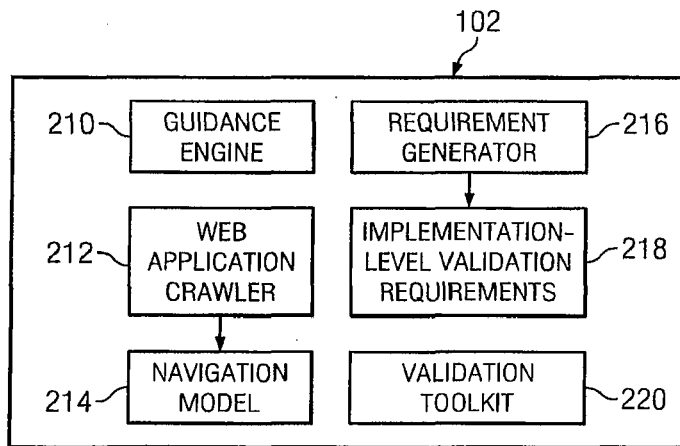 102
210
GUIDANCE
ENGINE
REQUIREMENT
GENERATOR
216
212
WEB
APPLICATION
CRAWLER
IMPLEMENTATION-
LEVEL VALIDATION
REQUIREMENTS
218
214
NAVIGATION
MODEL
VALIDATION
TOOLKIT
220